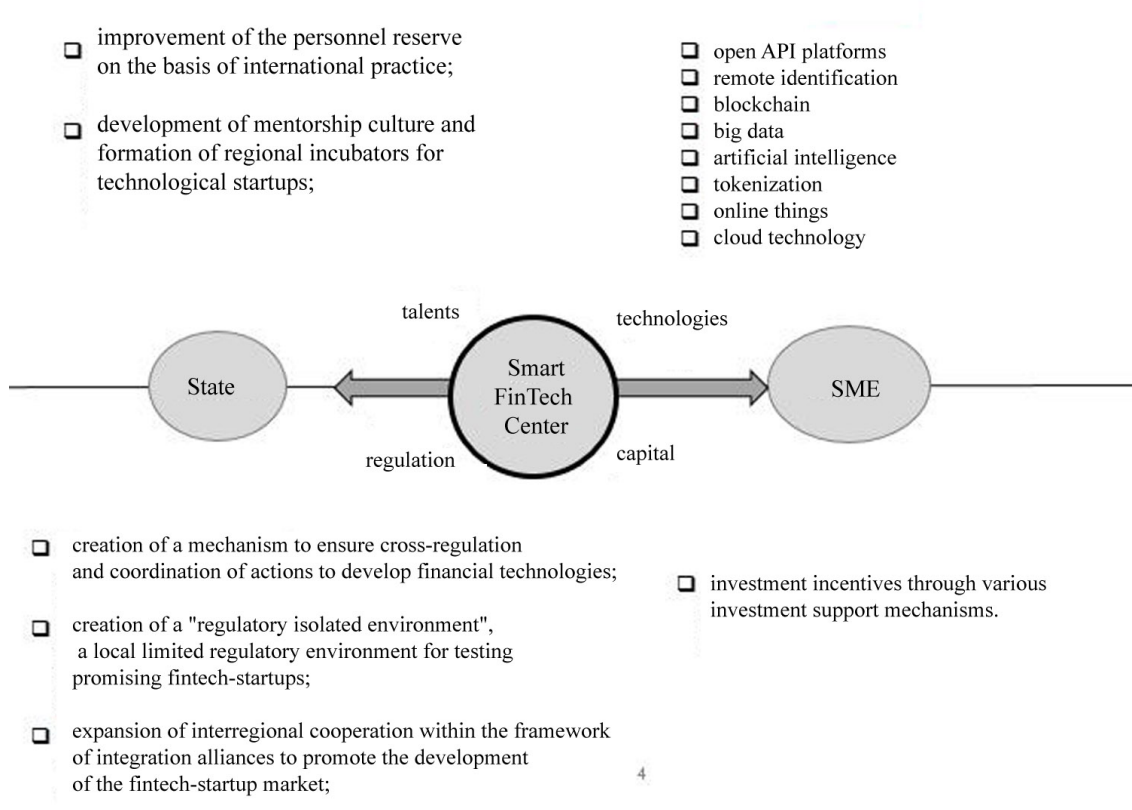 improvement of the personnel reserve
on the basis of international practice;
development of mentorship culture and
formation of regional incubators for
technological startups;
open API platforms
remote identification
blockchain
big data
artificial intelligence
tokenization
online things
cloud technology
talents
technologies
State
Smart
FinTech
Center
SME
regulation
capital
creation of a mechanism to ensure cross-regulation
and coordination of actions to develop financial technologies;
creation of a "regulatory isolated environment",
a local limited regulatory environment for testing
promising fintech-startups;
expansion of interregional cooperation within the framework
of integration alliances to promote the development
of the fintech-startup market;
investment incentives through various
investment support mechanisms.
4